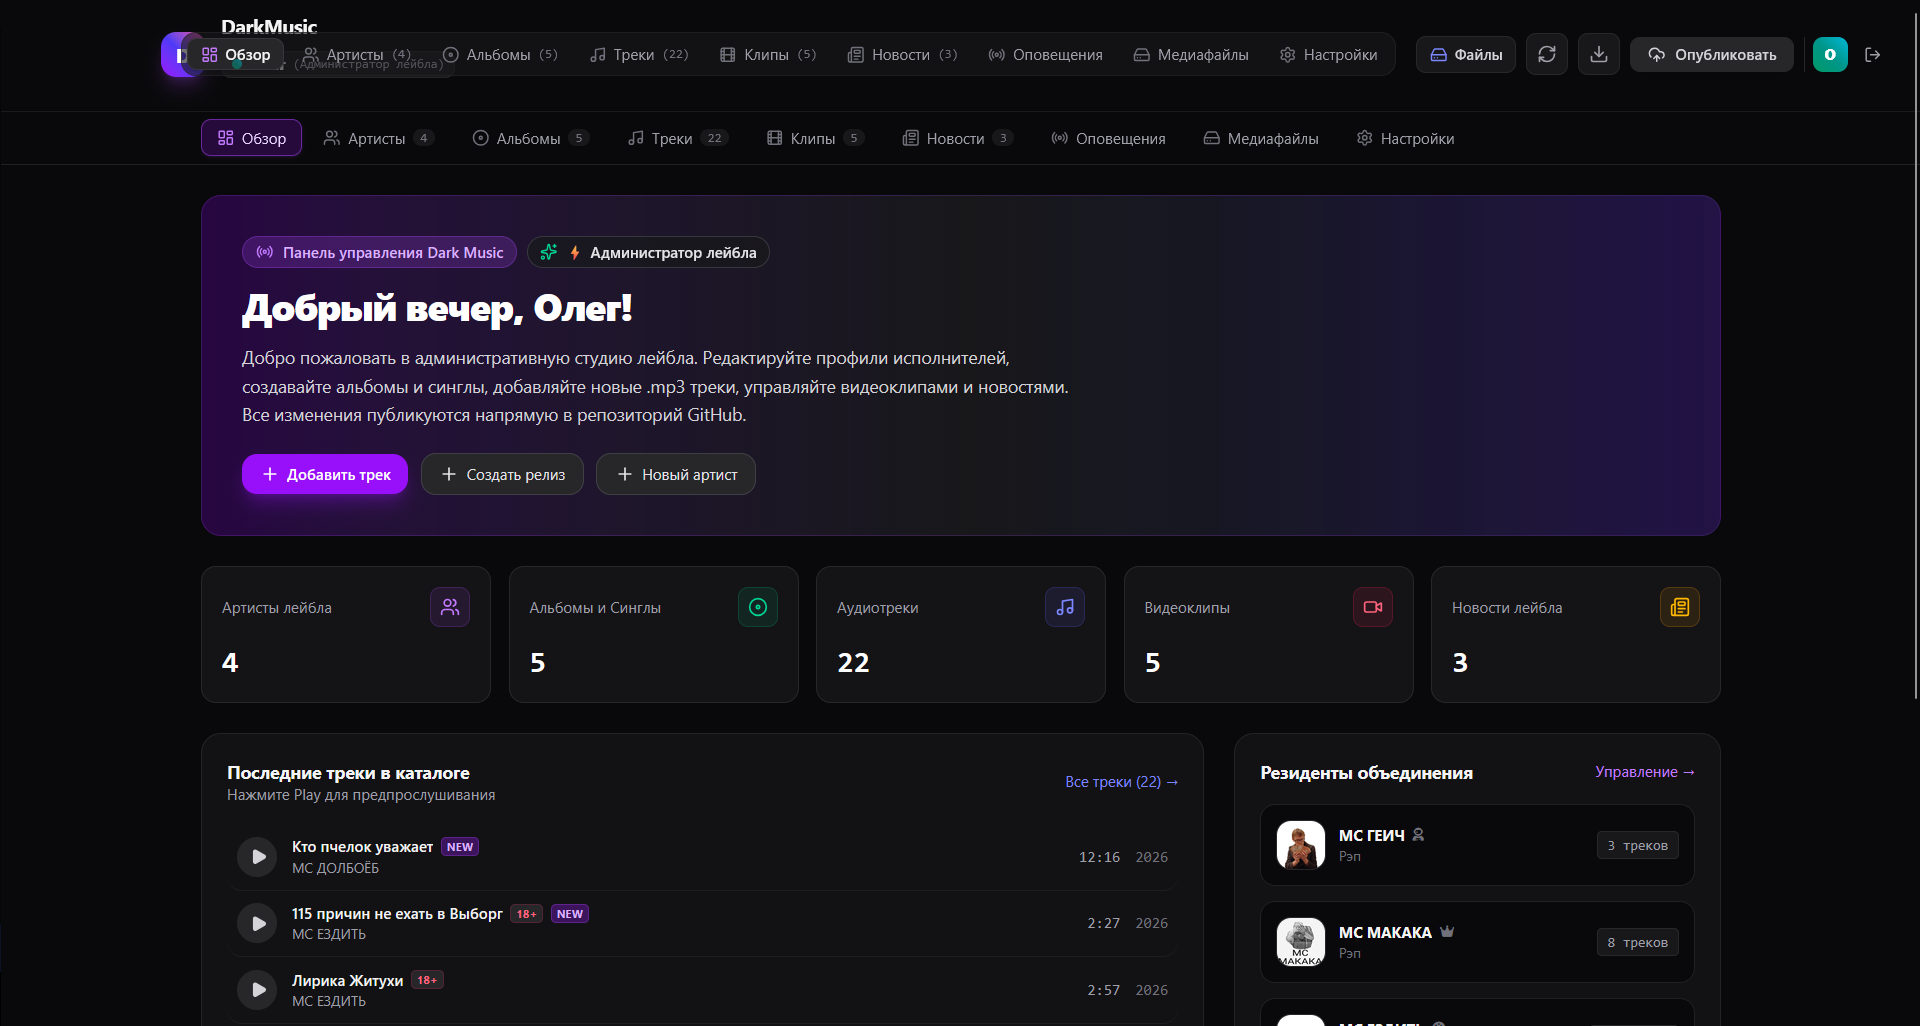 DarkMusic
Обзор Артисты (4) Альбомы (5) Треки (22) Клипы (5) Новости (3) Оповещения Медиафайлы Настройки Файлы Опубликовать O
(Администратор лейбла)
Обзор Артисты 4 Альбомы 5 Треки 22 Клипы 5 Новости 3 Оповещения Медиафайлы Настройки
Панель управления Dark Music Администратор лейбла
Добрый вечер, Олег!
Добро пожаловать в административную студию лейбла. Редактируйте профили исполнителей,
создавайте альбомы и синглы, добавляйте новые .mp3 треки, управляйте видеоклипами и новостями.
Все изменения публикуются напрямую в репозиторий GitHub.
Добавить трек Создать релиз Новый артист
Артисты лейбла Альбомы и Синглы Аудиотреки Видеоклипы Новости лейбла
4 5 22 5 3
Последние треки в каталоге
Нажмите Play для предпрослушивания
Все треки (22) →
Кто пчелок уважает NEW
МС ДОЛБОЁБ
12:16 2026
115 причин не ехать в Выборг 18+ NEW
МС ЕЗДИТЬ
2:27 2026
Лирика Житухи 18+
МС ЕЗДИТЬ
2:57 2026
Резиденты объединения Управление →
МС ГЕИЧ
Рэп
3 треков
МС МАКАКА
Рэп
8 треков
МС
МАКАКА